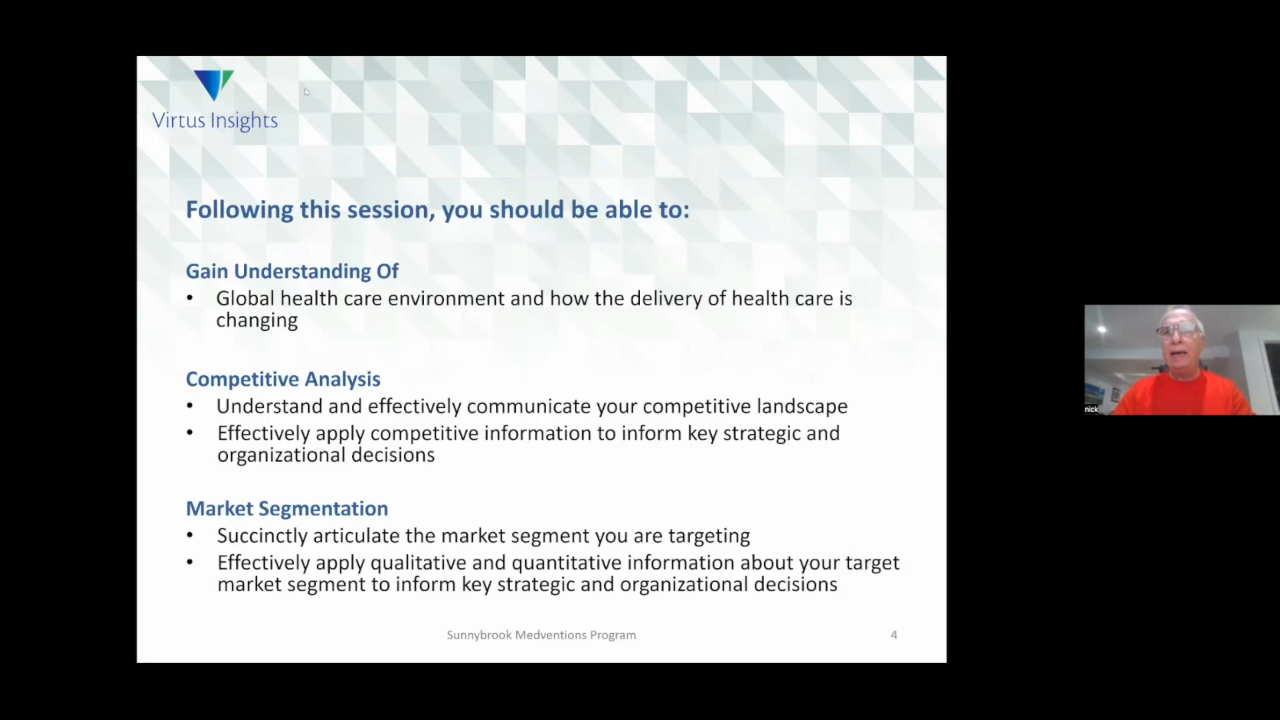 Virtus Insights
Following this session, you should be able to:
Gain Understanding Of
• Global health care environment and how the delivery of health care is
changing
Competitive Analysis
• Understand and effectively communicate your competitive landscape
• Effectively apply competitive information to inform key strategic and
organizational decisions
Market Segmentation
• Succinctly articulate the market segment you are targeting
• Effectively apply qualitative and quantitative information about your target
market segment to inform key strategic and organizational decisions
Sunnybrook Medventions Program
4
nick